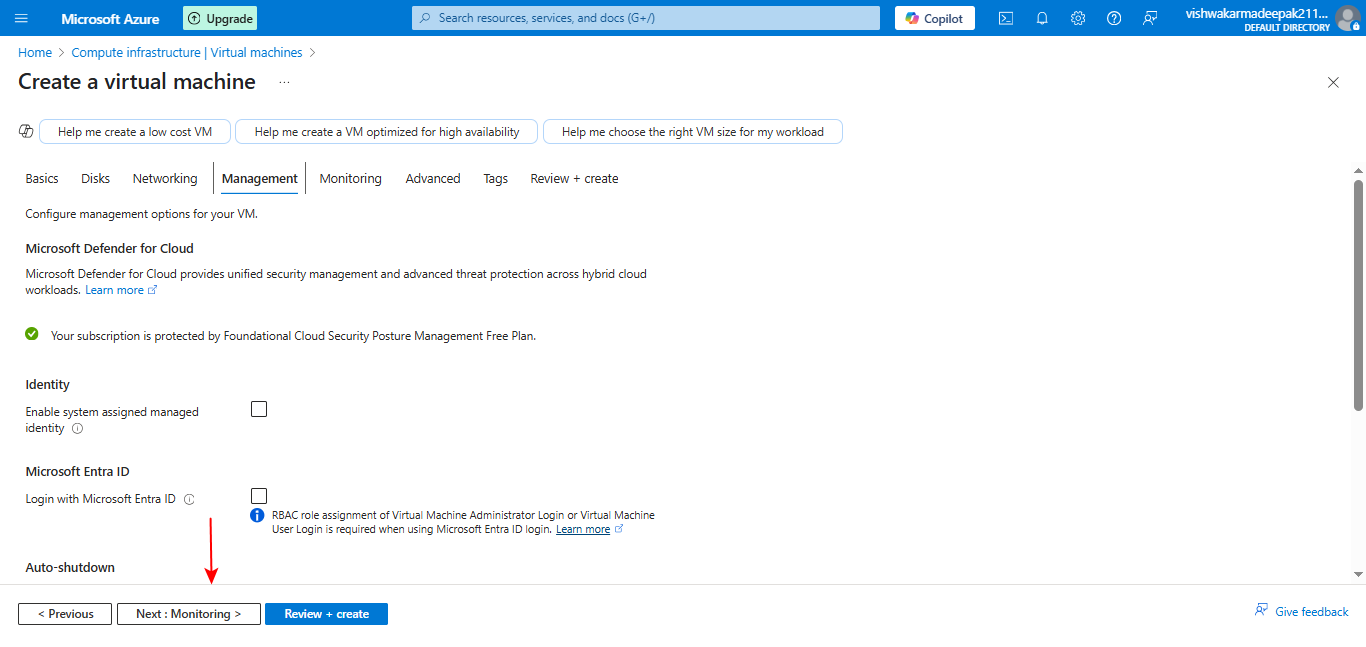 Microsoft Azure
Upgrade
Search resources, services, and docs (G+/)
Copilot
vishwakarmadeepak211...
DEFAULT DIRECTORY
Home > Compute infrastructure | Virtual machines >
Create a virtual machine ...
Help me create a low cost VM
Help me create a VM optimized for high availability
Help me choose the right VM size for my workload
Basics Disks Networking Management Monitoring Advanced Tags Review + create
Configure management options for your VM.
Microsoft Defender for Cloud
Microsoft Defender for Cloud provides unified security management and advanced threat protection across hybrid cloud
workloads. Learn more
Your subscription is protected by Foundational Cloud Security Posture Management Free Plan.
Identity
Enable system assigned managed
identity
Microsoft Entra ID
Login with Microsoft Entra ID
RBAC role assignment of Virtual Machine Administrator Login or Virtual Machine
User Login is required when using Microsoft Entra ID login. Learn more
Auto-shutdown
< Previous
Next : Monitoring >
Review + create
Give feedback